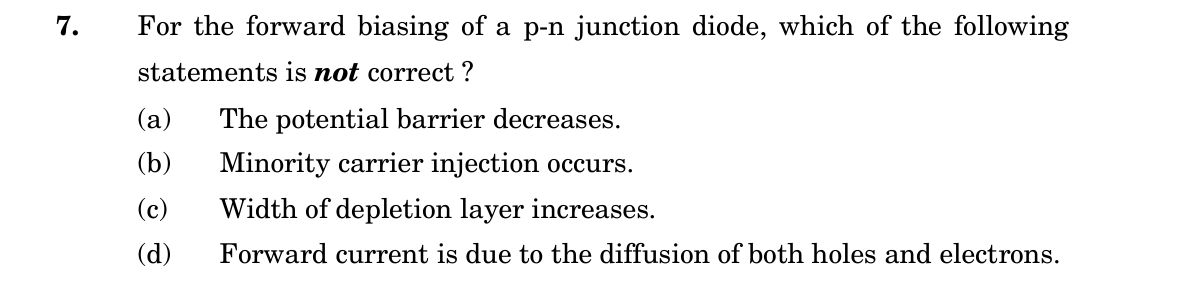 7. For the forward biasing of a p-n junction diode, which of the following
statements is not correct ?
(a) The potential barrier decreases.
(b) Minority carrier injection occurs.
(c) Width of depletion layer increases.
(d) Forward current is due to the diffusion of both holes and electrons.